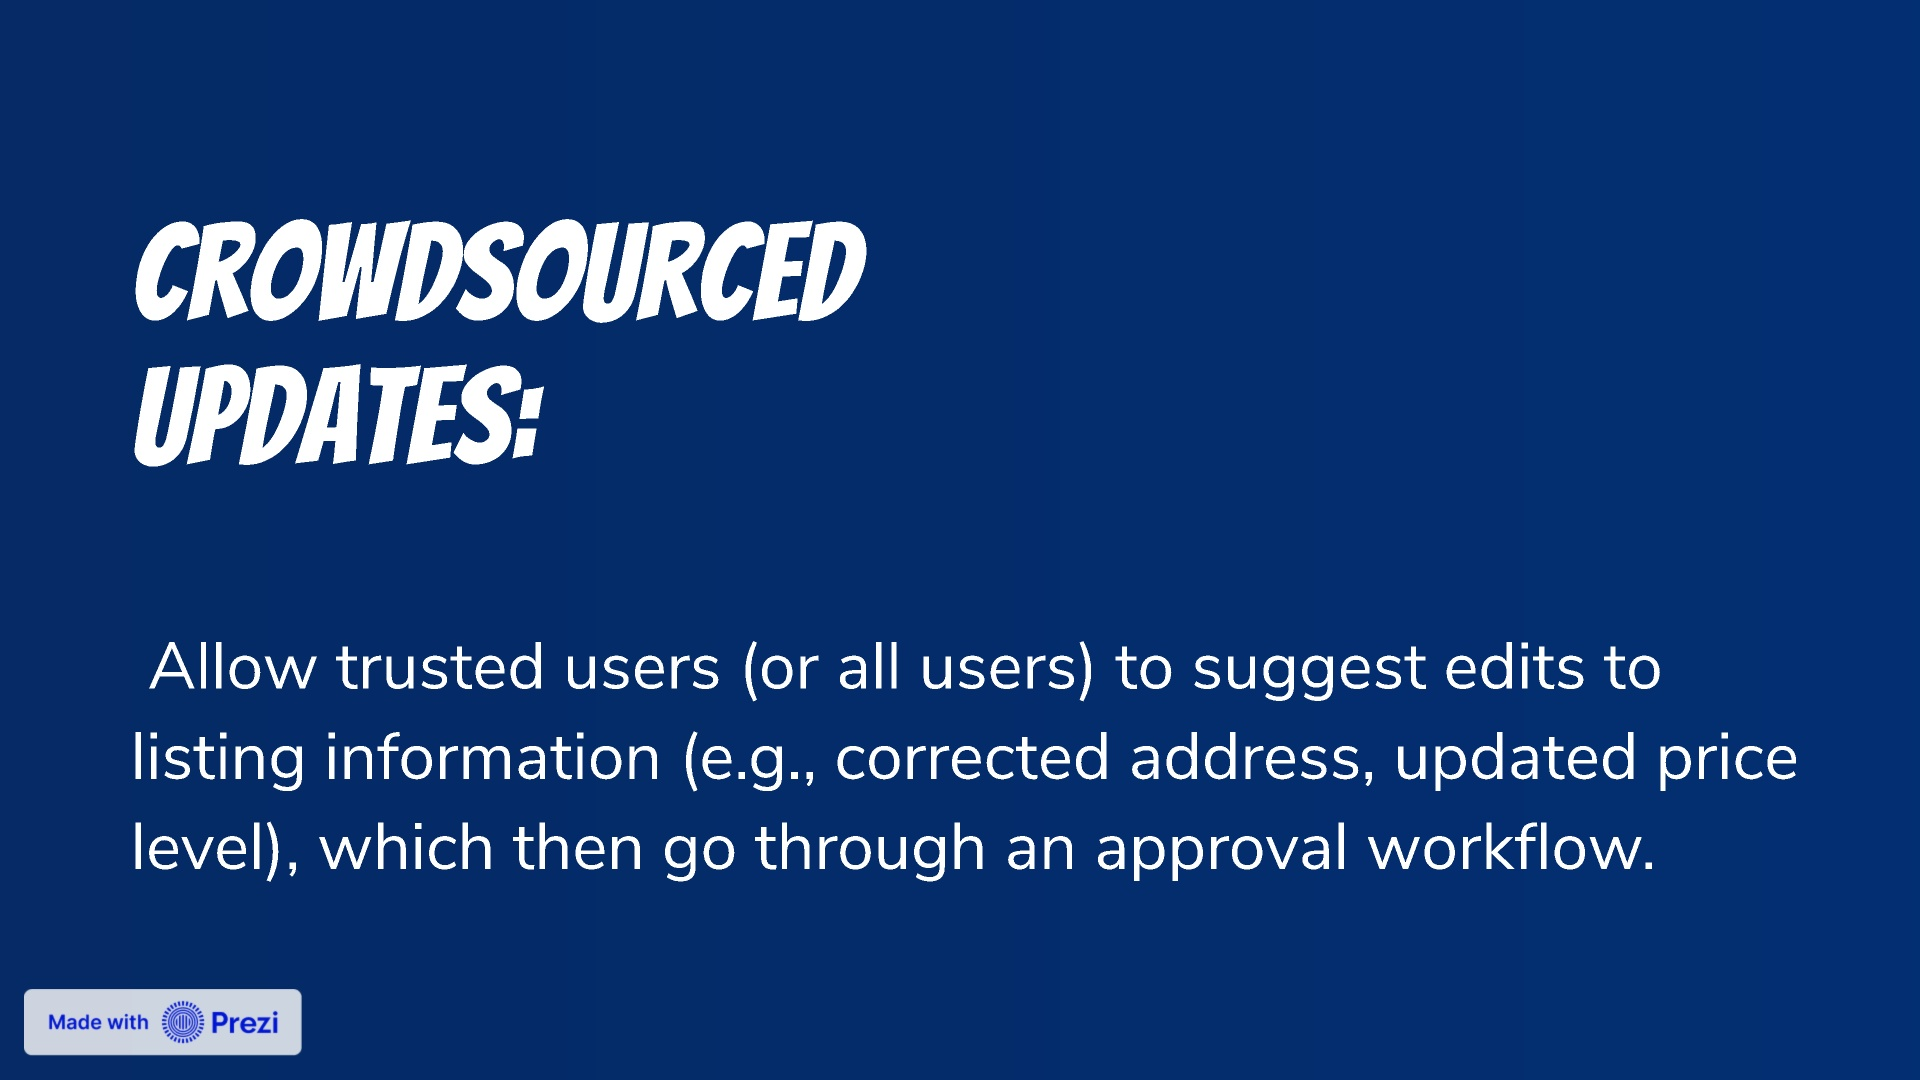 CROWDSOURCED
UPDATES:
Allow trusted users (or all users) to suggest edits to
listing information (e.g., corrected address, updated price
level), which then go through an approval workflow.
Made with Prezi